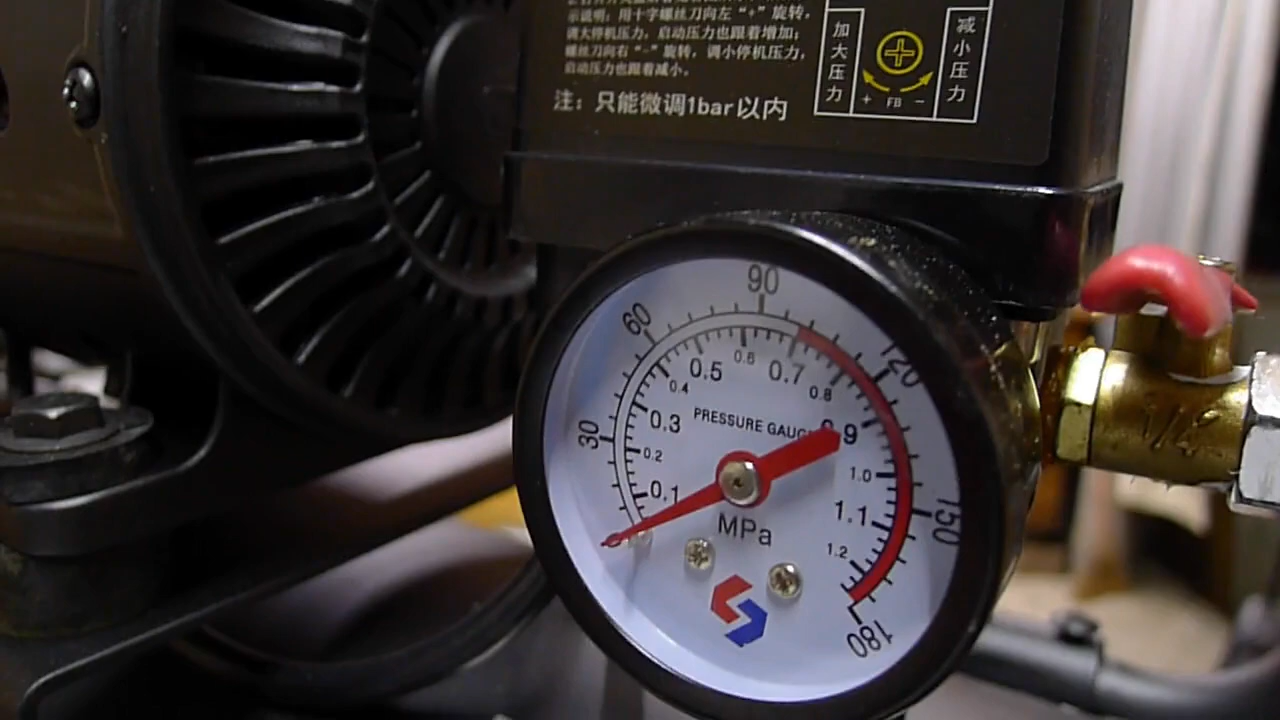 示说明：用十字螺丝刀向左“+”旋转，
调大停机压力，启动压力也跟着增加；
螺丝刀向右“-”旋转，调小停机压力，
启动压力也跟着减小。
注：只能微调1bar以内
加大压力
+ FB -
减小压力
30
60
90
120
150
180
0.1
0.2
0.3
0.4
0.5
0.6
0.7
0.8
0.9
1.0
1.1
1.2
PRESSURE GAUG
MPa
1/4"